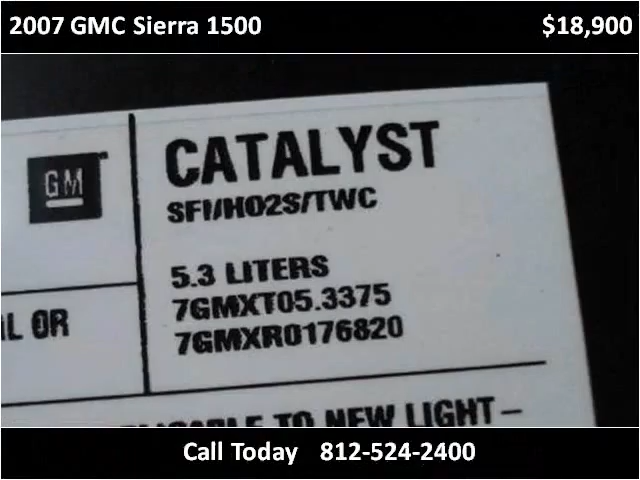 2007 GMC Sierra 1500 $18,900
CATALYST
GM
SFI/HO2S/TWC
5.3 LITERS
7GMXT05.3375
L OR
7GMXR0176820
TO NEW LIGHT–
Call Today 812-524-2400